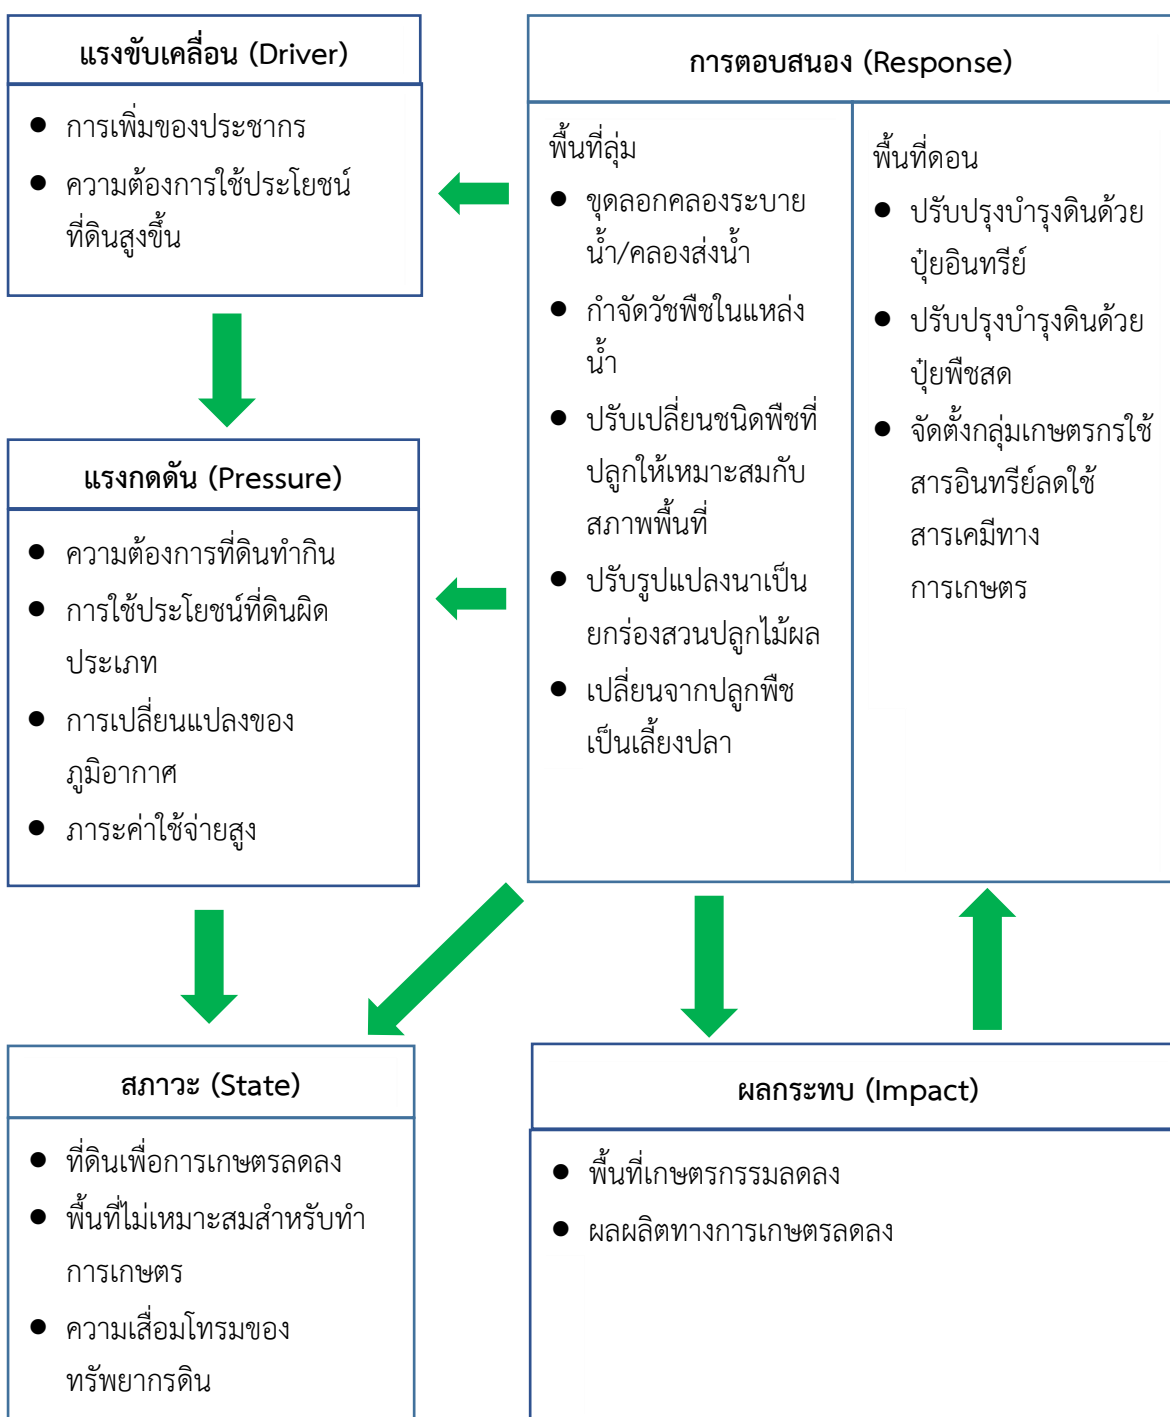 แรงขับเคลื่อน (Driver)
● การเพิ่มของประชากร
● ความต้องการใช้ประโยชน์
ที่ดินสูงขึ้น
แรงกดดัน (Pressure)
● ความต้องการที่ดินทำกิน
● การใช้ประโยชน์ที่ดินผิด
ประเภท
● การเปลี่ยนแปลงของ
ภูมิอากาศ
● ภาระค่าใช้จ่ายสูง
สภาวะ (State)
● ที่ดินเพื่อการเกษตรลดลง
● พื้นที่ไม่เหมาะสมสำหรับทำ
การเกษตร
● ความเสื่อมโทรมของ
ทรัพยากรดิน
การตอบสนอง (Response)
พื้นที่ลุ่ม
● ขุดลอกคลองระบาย
น้ำ/คลองส่งน้ำ
● กำจัดวัชพืชในแหล่ง
น้ำ
● ปรับเปลี่ยนชนิดพืชที่
ปลูกให้เหมาะสมกับ
สภาพพื้นที่
● ปรับรูปแปลงนาเป็น
ยกร่องสวนปลูกไม้ผล
● เปลี่ยนจากปลูกพืช
เป็นเลี้ยงปลา
พื้นที่ดอน
● ปรับปรุงบำรุงดินด้วย
ปุ๋ยอินทรีย์
● ปรับปรุงบำรุงดินด้วย
ปุ๋ยพืชสด
● จัดตั้งกลุ่มเกษตรกรใช้
สารอินทรีย์ลดใช้
สารเคมีทาง
การเกษตร
ผลกระทบ (Impact)
● พื้นที่เกษตรกรรมลดลง
● ผลผลิตทางการเกษตรลดลง